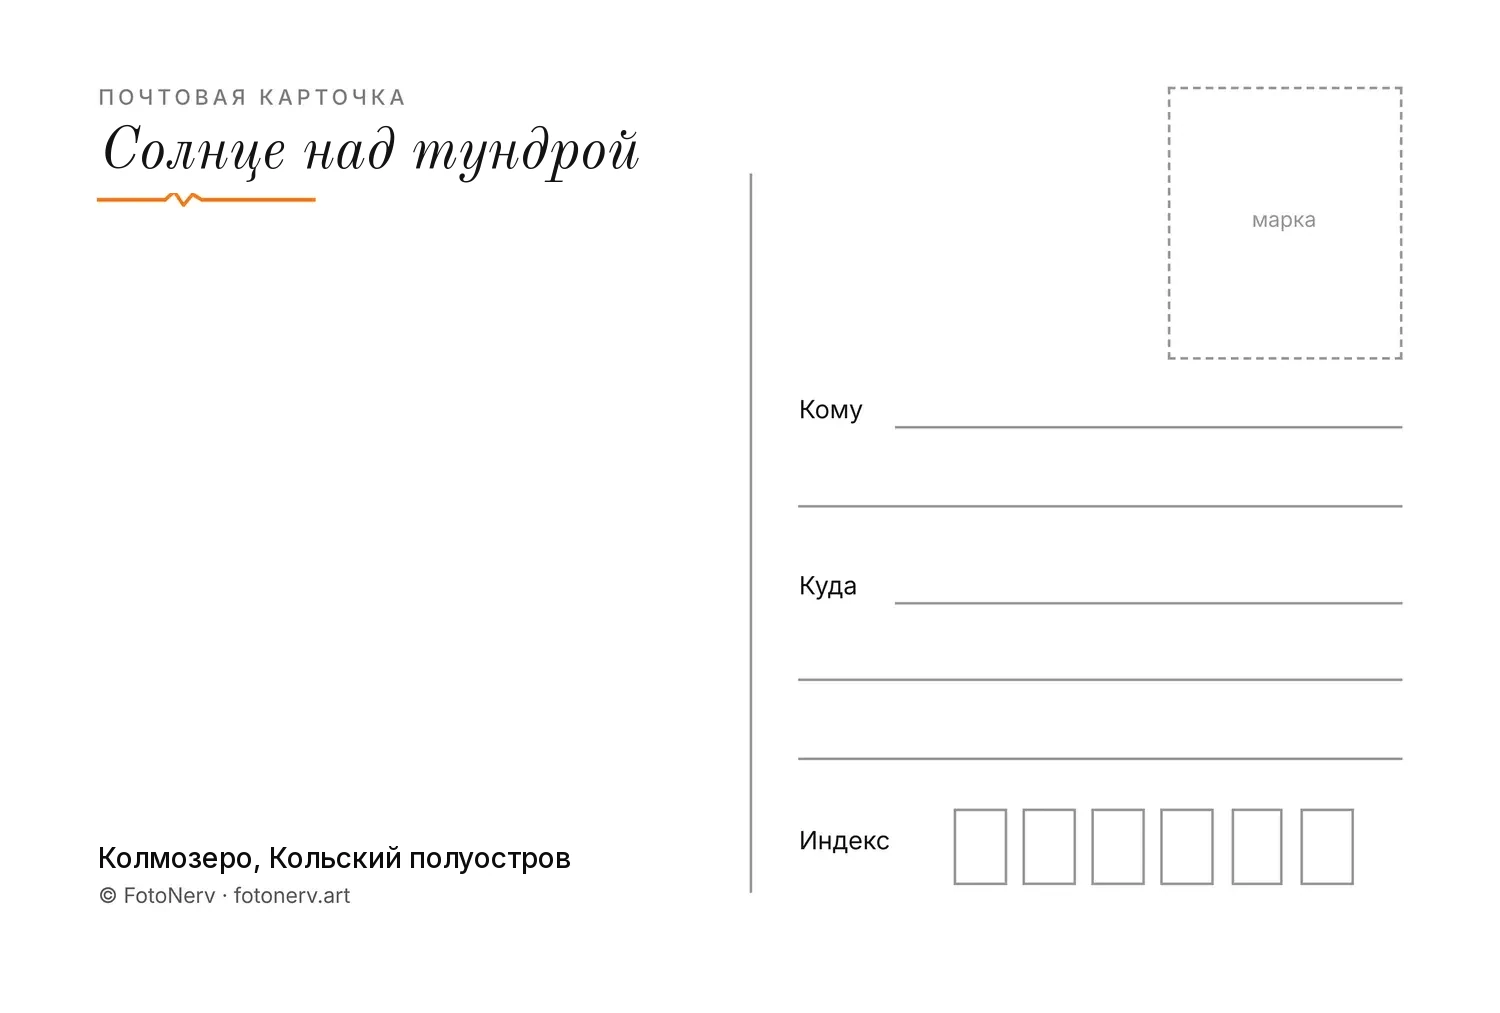 ПОЧТОВАЯ КАРТОЧКА
Солнце над тундрой
марка
Кому
Куда
Индекс
Колмозеро, Кольский полуостров
© FotoNerv · fotonerv.art